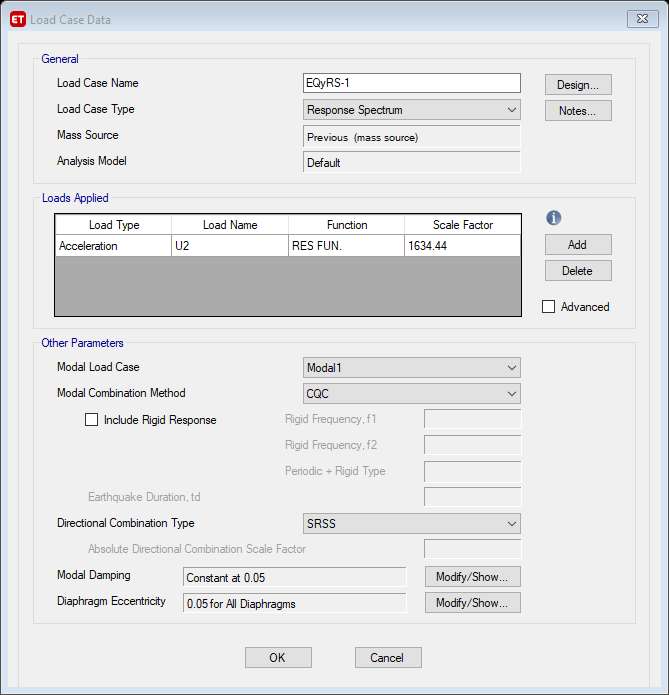 ET Load Case Data
General
Load Case Name EQyRS-1 Design...
Load Case Type Response Spectrum Notes...
Mass Source Previous (mass source)
Analysis Model Default
Loads Applied
Load Type Load Name Function Scale Factor
Acceleration U2 RES FUN. 1634.44
Add
Delete
Advanced
Other Parameters
Modal Load Case Modal1
Modal Combination Method CQC
Include Rigid Response Rigid Frequency, f1
Rigid Frequency, f2
Periodic + Rigid Type
Earthquake Duration, td
Directional Combination Type SRSS
Absolute Directional Combination Scale Factor
Modal Damping Constant at 0.05 Modify/Show...
Diaphragm Eccentricity 0.05 for All Diaphragms Modify/Show...
OK Cancel